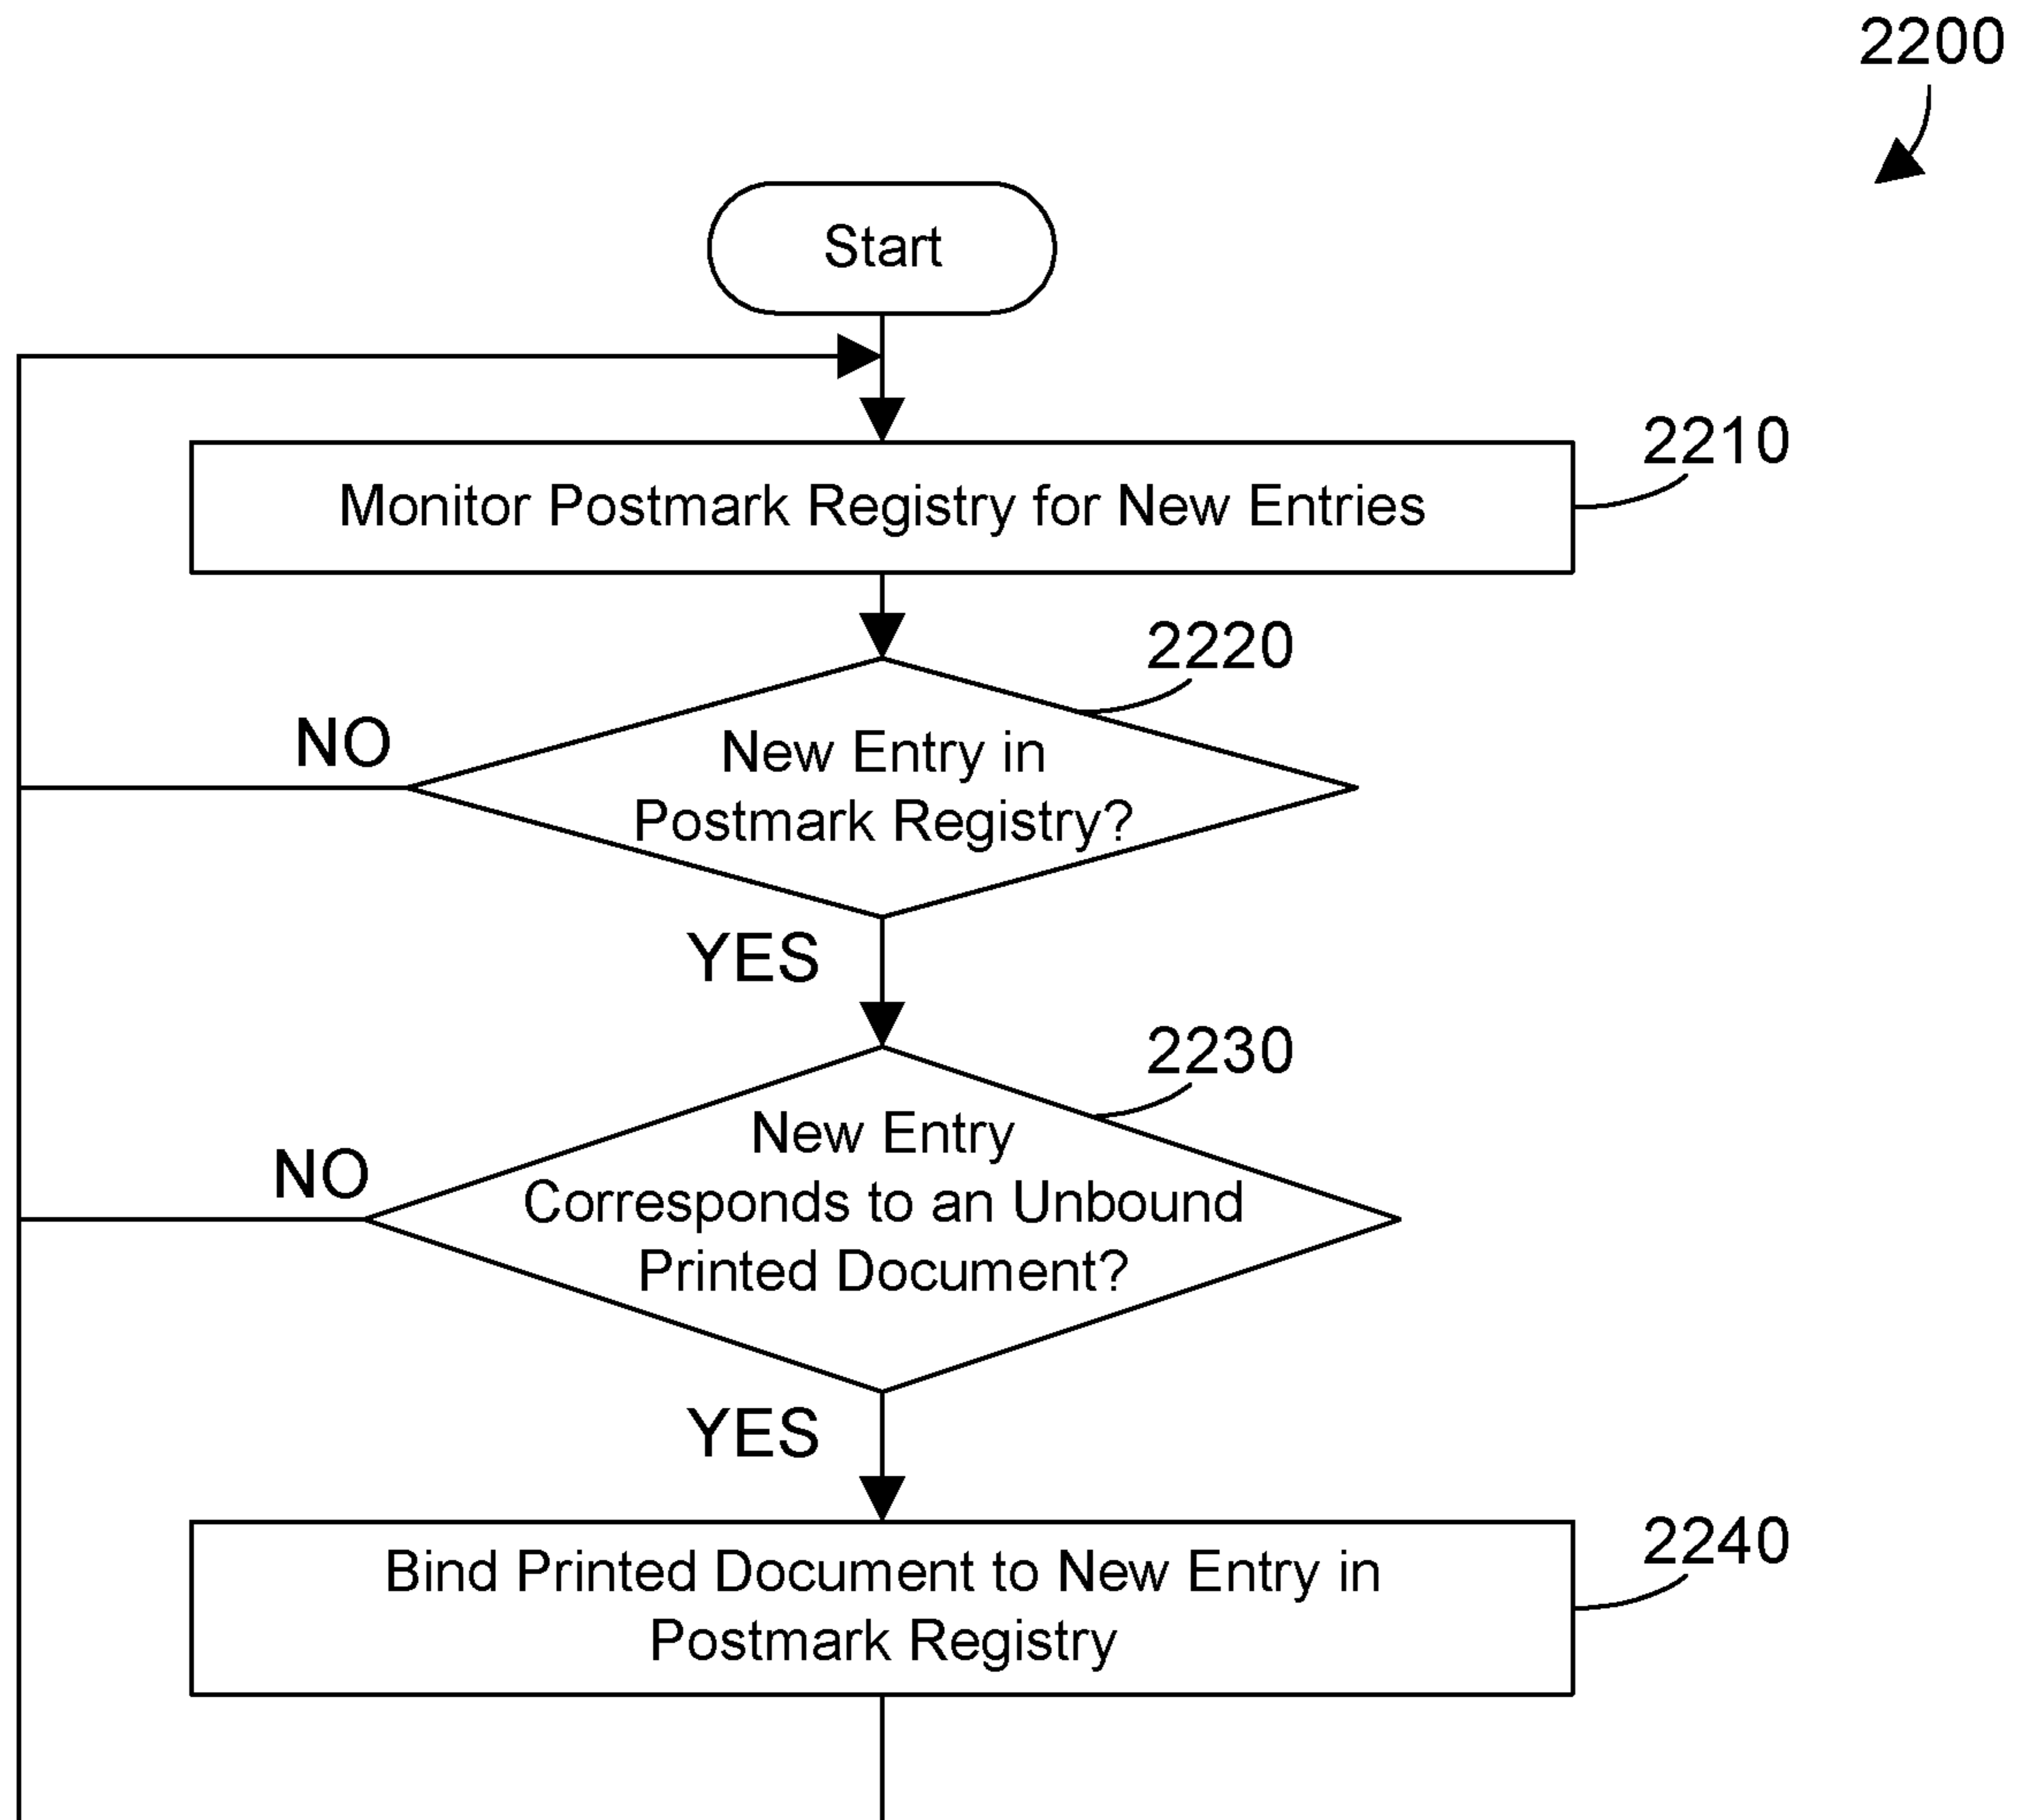 2200
Start
Monitor Postmark Registry for New Entries
2210
2220
New Entry in
Postmark Registry?
NO
YES
2230
New Entry
Corresponds to an Unbound
Printed Document?
NO
YES
2240
Bind Printed Document to New Entry in
Postmark Registry